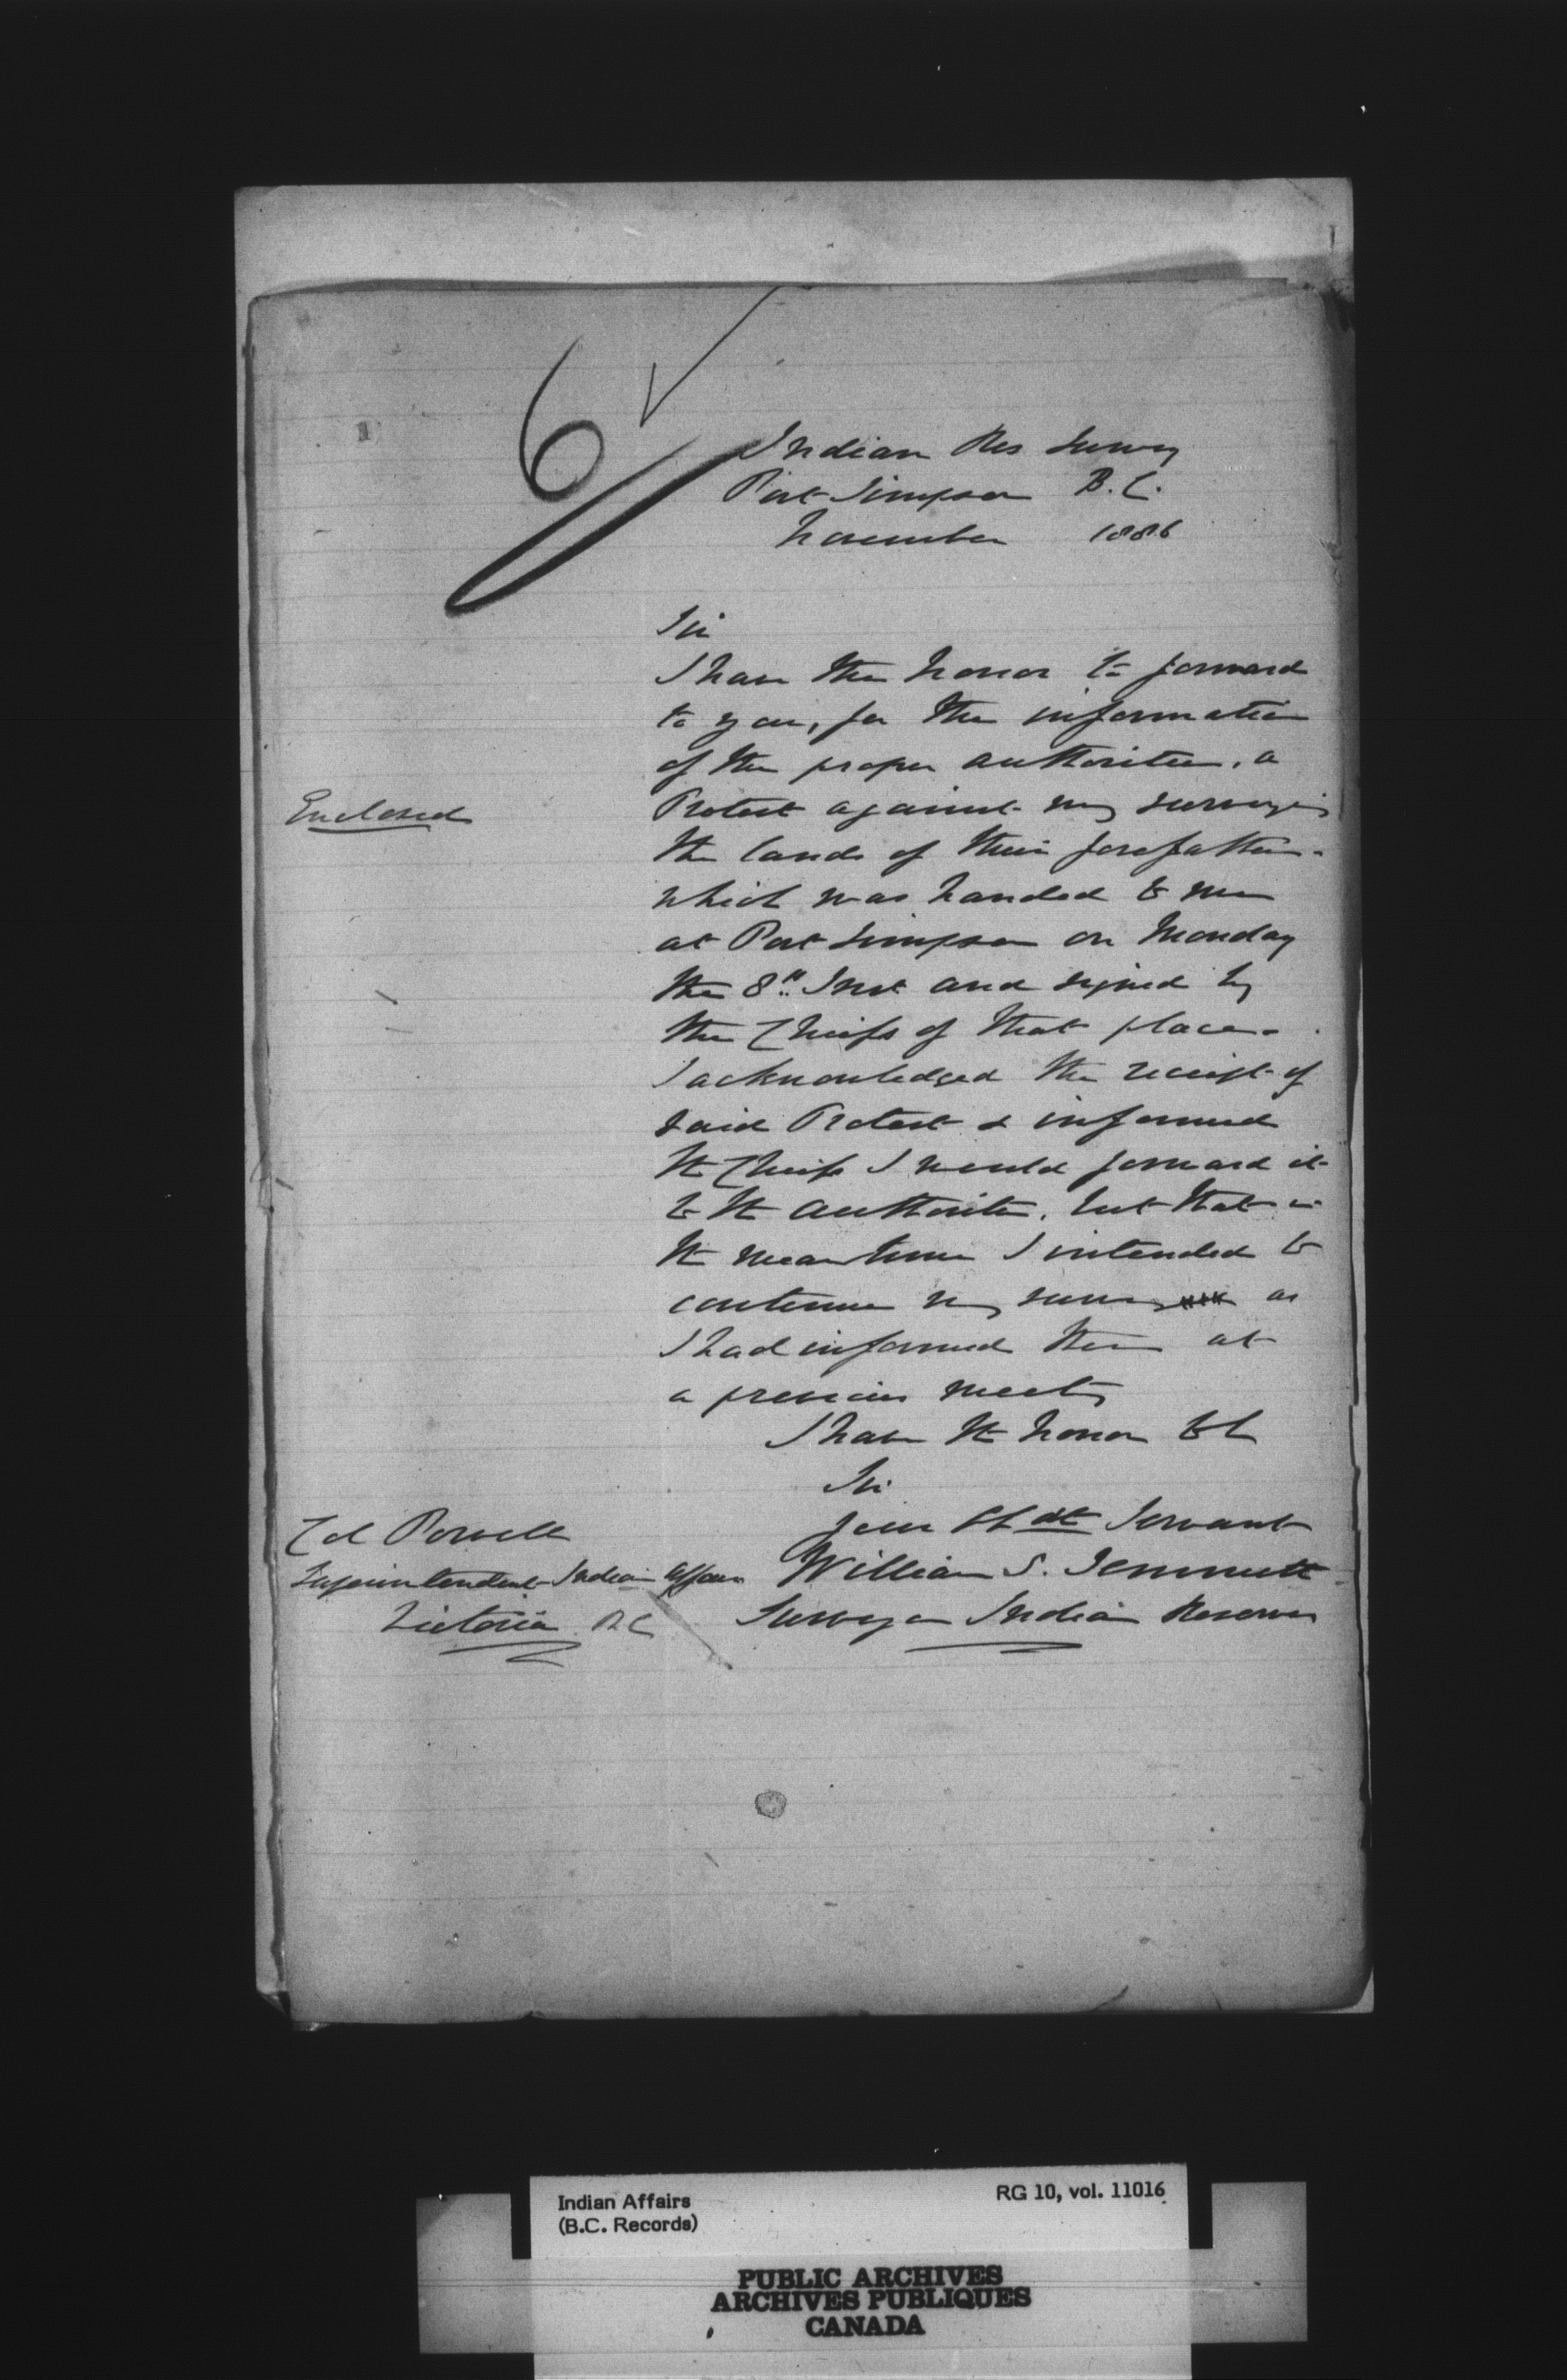 6
Indian Res Survey
Port Simpson B.C.
November 1886
Sir
I have the honor to forward
to you, for the information
of the proper authorities, a
Enclosed
Protest against my surveying
the lands of their forefathers -
which was handed to me
at Port Simpson on Monday
the 8th Inst and signed by
the Chiefs of that place -
I acknowledged the receipt of
said Protest & informed
the Chiefs I would forward it
to the authorities, but that in
the meantime I intended to
continue my survey as
I had informed them at
a previous meeting
I have the honor to be
Sir
Your Obt Servant
William S. Jemmett
Surveyor Indian Reserves
Col Powell
Superintendent Indian Affairs
Victoria B.C
Indian Affairs
(B.C. Records)
RG 10, vol. 11016
PUBLIC ARCHIVES
ARCHIVES PUBLIQUES
CANADA